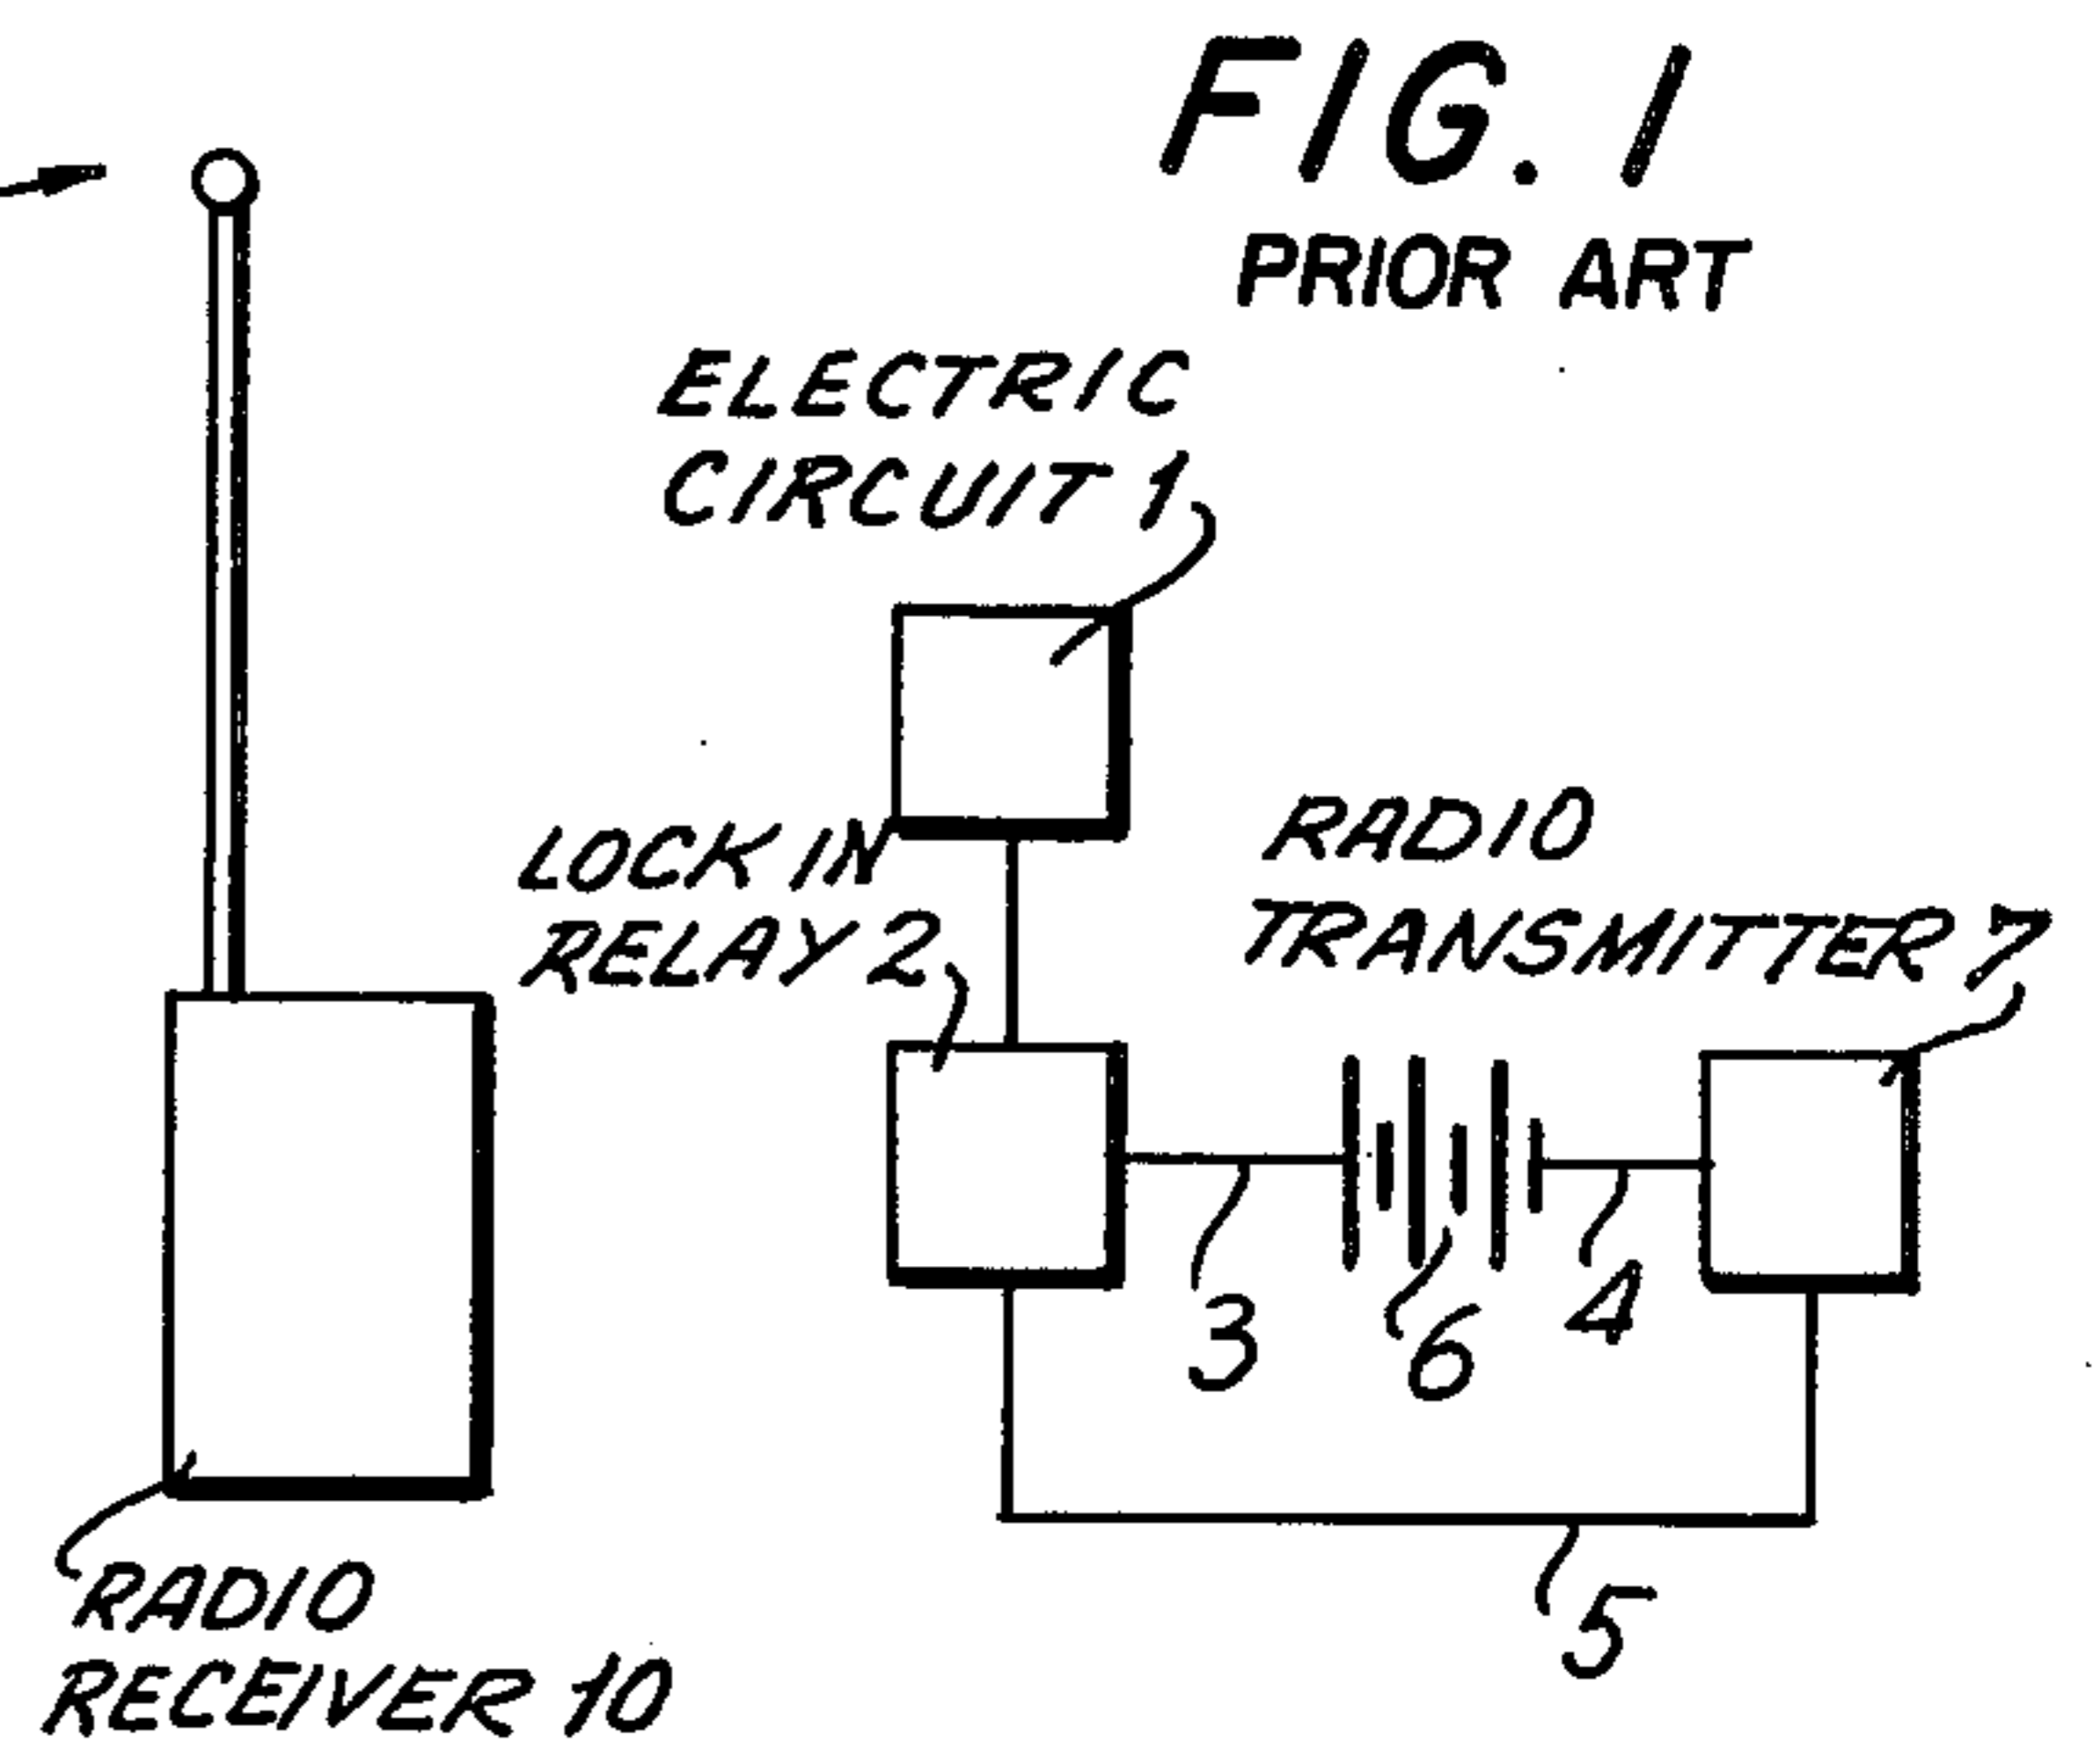 FIG. 1
PRIOR ART
ELECTRIC
CIRCUIT 1
LOCK IN
RELAY 2
RADIO
TRANSMITTER 7
3
6
4
5
RADIO
RECEIVER 10